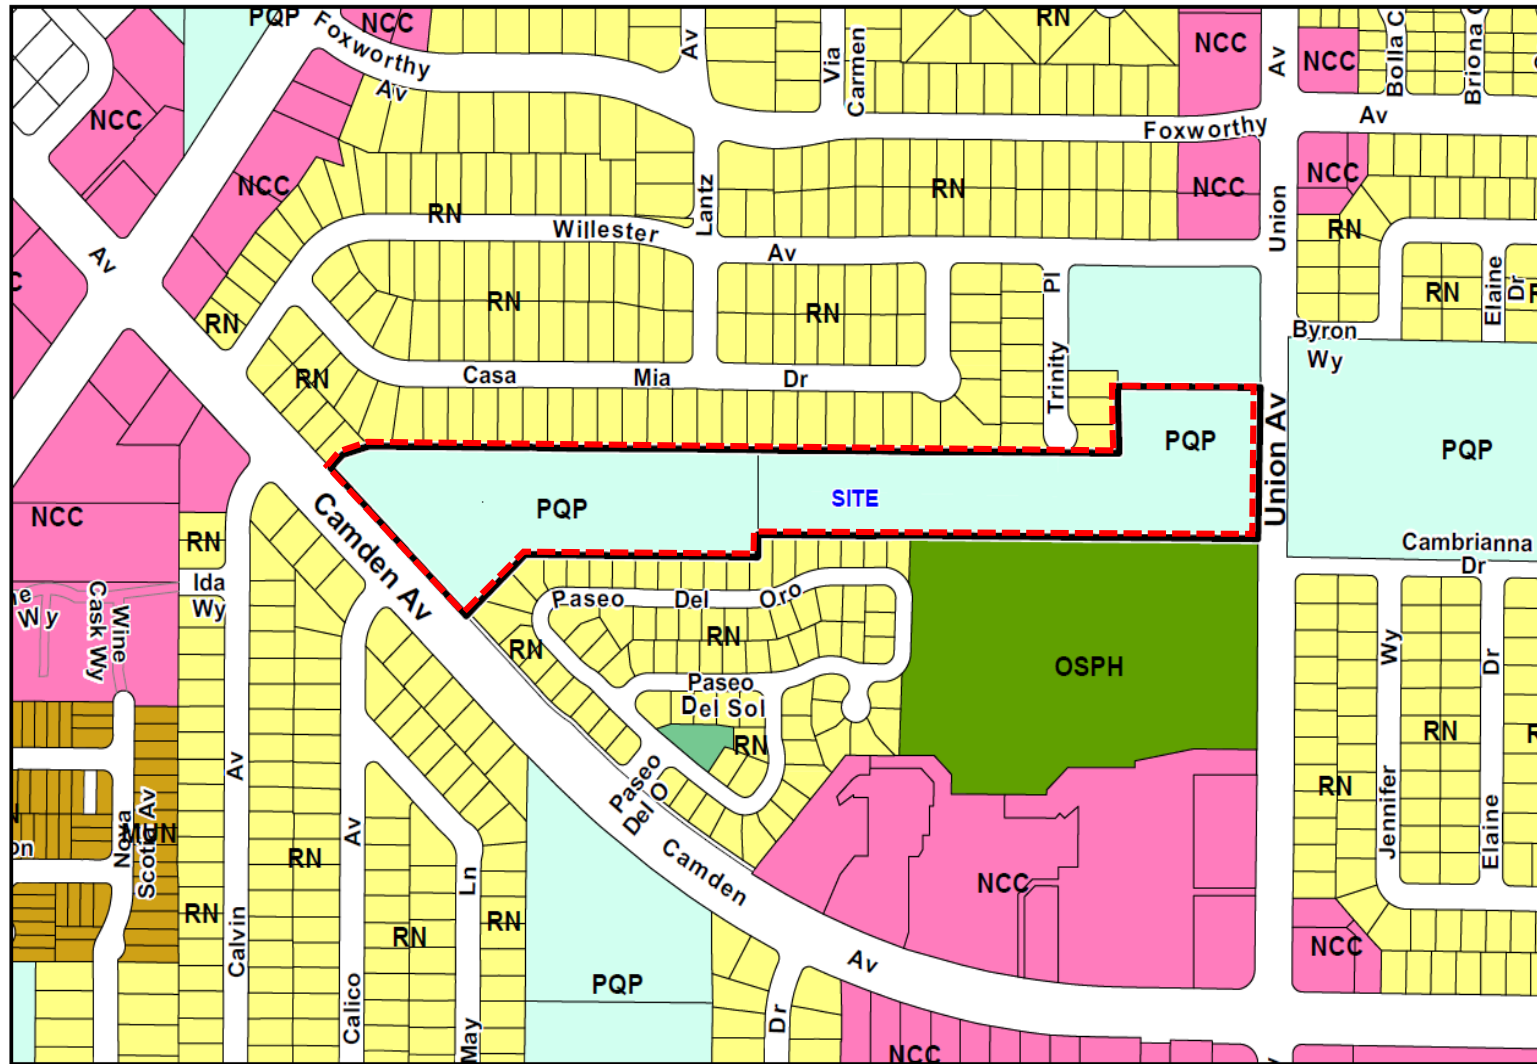 PQP
NCC
RN
Foxworthy
Av
Av
Via
Carmen
NCC
Av
NCC
Bolla C
Briona C
NCC
Foxworthy
Av
NCC
RN
Lantz
RN
NCC
NCC
Union
RN
Willester
Av
Av
C
RN
RN
RN
Pl
RN
Elaine
Dr
Byron
Wy
RN
Casa
Mia
Dr
Trinity
PQP
Union Av
PQP
NCC
Camden Av
PQP
SITE
RN
Cambrianna
Dr
Ida
Wy
Wy
Cask Wy
Wine
Paseo
Del
Oro
RN
RN
OSPH
Wy
Dr
Paseo
Del Sol
RN
RN
Av
Paseo
Del O
RN
Jennifer
Elaine
Nova
Scotia Av
MUN
on
RN
Av
Camden
NCC
Ln
RN
Calvin
RN
RN
NCC
Av
PQP
Calico
May
Dr
NCC